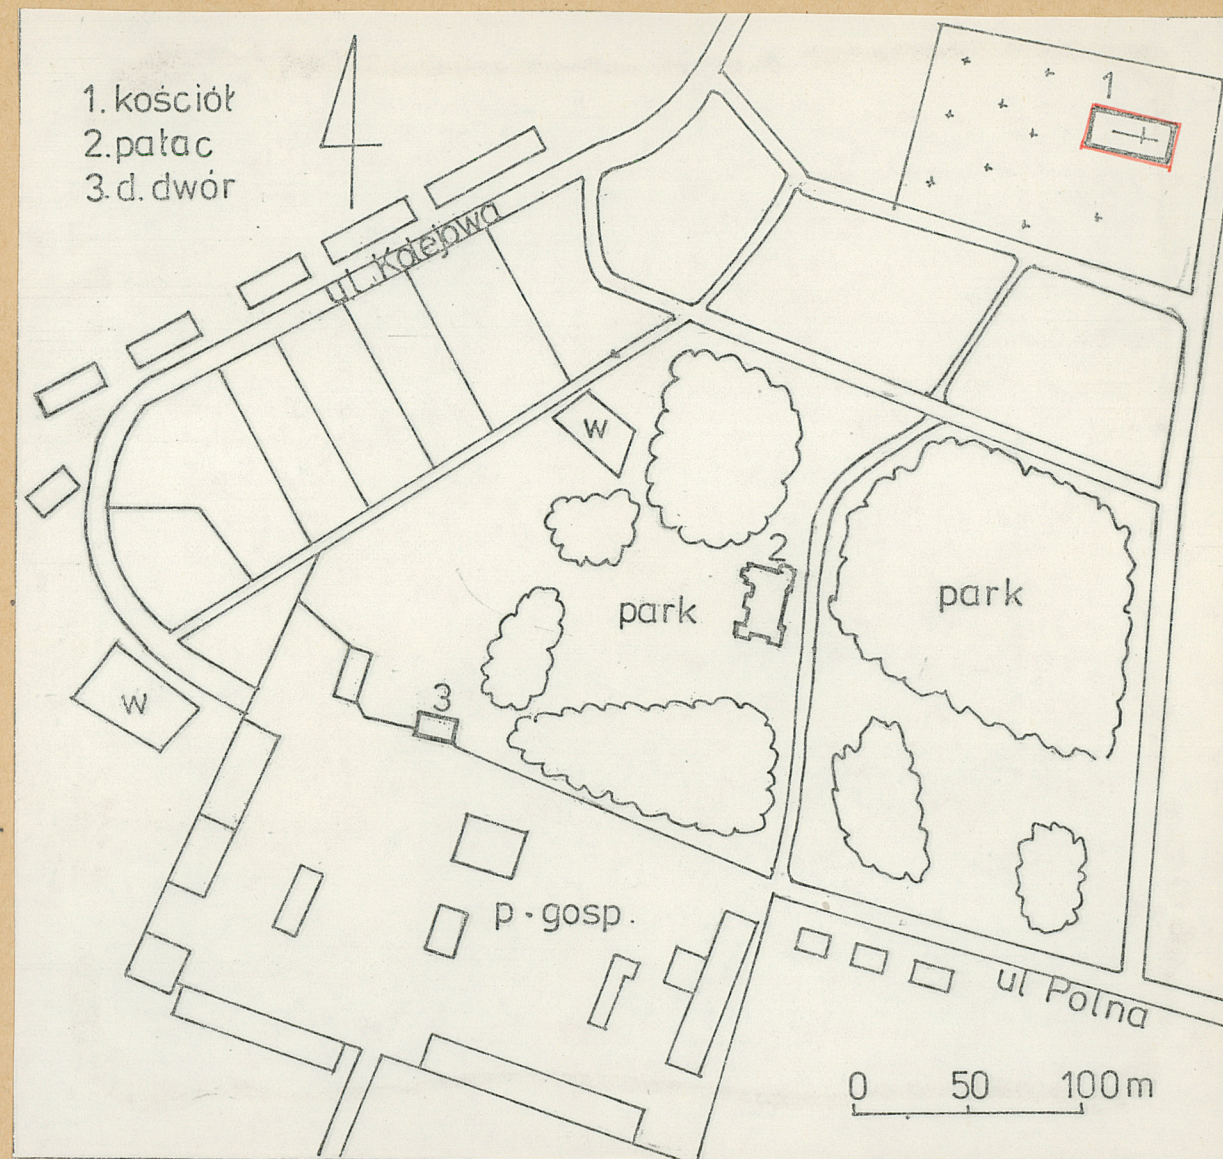 1. kościół
2. pałac
3. d. dwór
1
ul. Kolejowa
w
2
park
park
3
w
p. gosp.
ul Polna
0 50 100 m